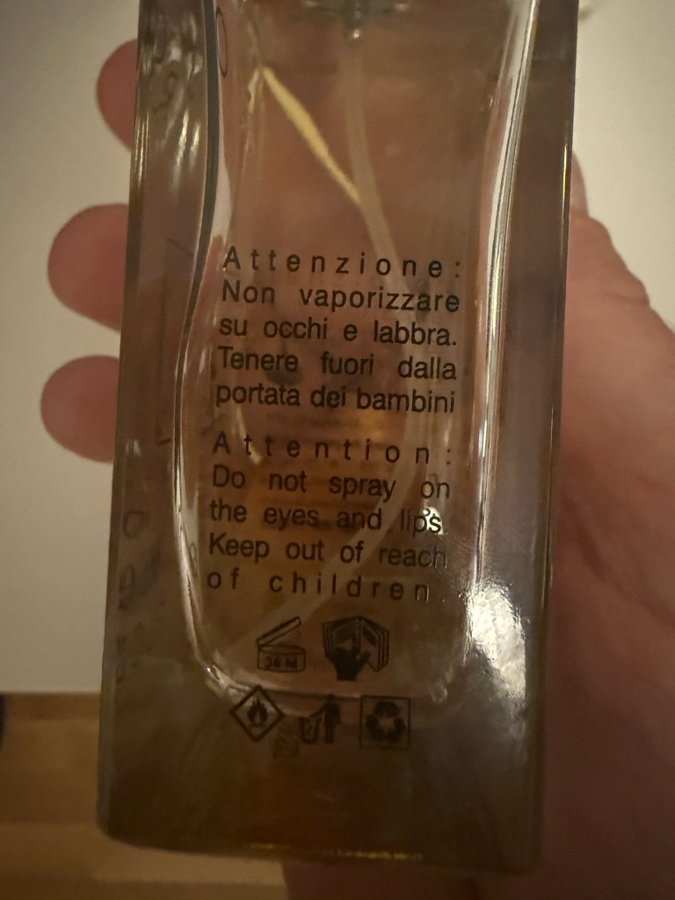 Attenzione:
Non vaporizzare
su occhi e labbra.
Tenere fuori dalla
portata dei bambini
Attention:
Do not spray on
the eyes and lips.
Keep out of reach
of children.
36 M